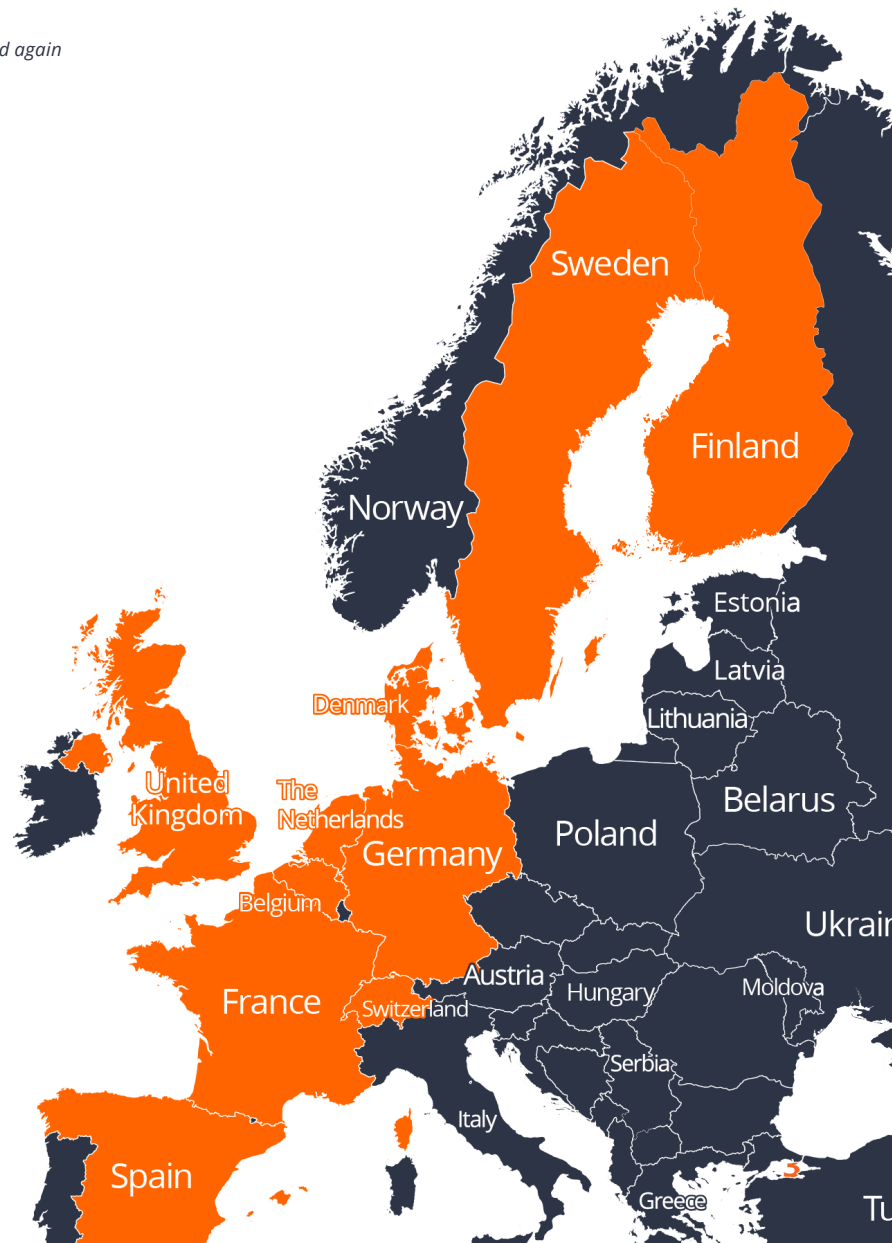 d again
Sweden
Finland
Norway
Estonia
Latvia
Denmark
Lithuania
United
Kingdom
The
Netherlands
Belarus
Poland
Germany
Belgium
Ukrain
Austria
Moldova
Hungary
France
Switzerland
Serbia
Italy
3
Spain
Greece
Tu